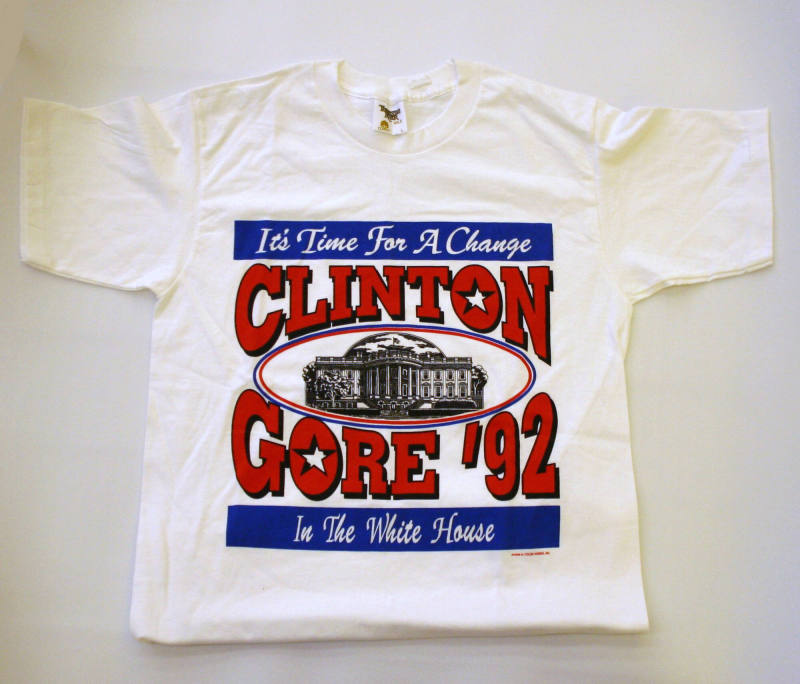 It's Time For A Change
CLINTON
GORE '92
In The White House